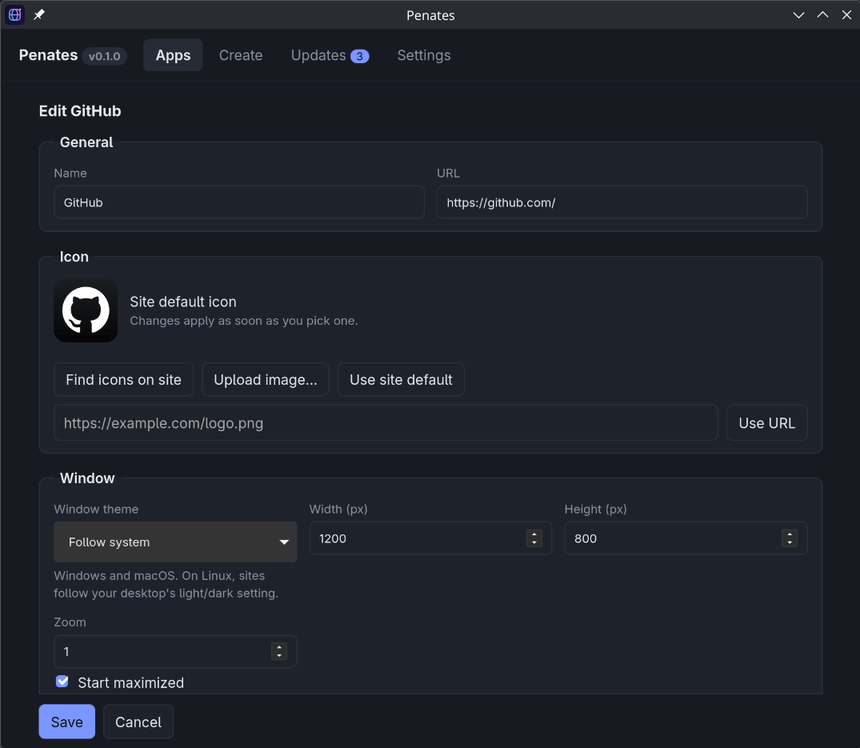 Penates
Penates v0.1.0 Apps Create Updates 3 Settings
Edit GitHub
General
Name URL
GitHub https://github.com/
Icon
Site default icon
Changes apply as soon as you pick one.
Find icons on site Upload image... Use site default
https://example.com/logo.png Use URL
Window
Window theme Width (px) Height (px)
Follow system 1200 800
Windows and macOS. On Linux, sites
follow your desktop's light/dark setting.
Zoom
1
Start maximized
Save Cancel